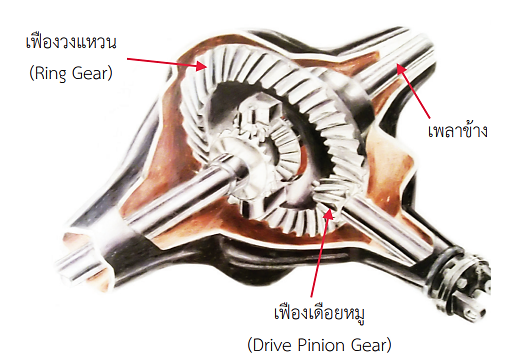 เฟืองวงแหวน
(Ring Gear)
เพลาข้าง
เฟืองเดือยหมู
(Drive Pinion Gear)